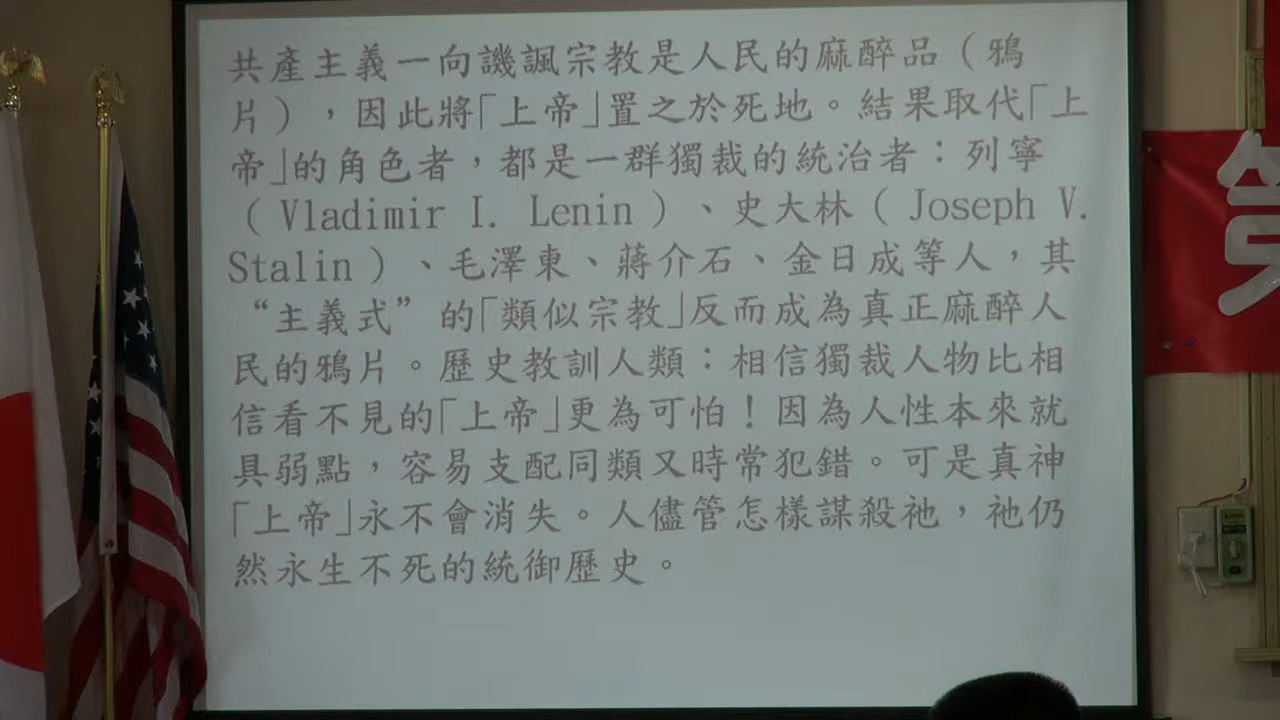 共產主義一向譏諷宗教是人民的麻醉品（鴉
片），因此將「上帝」置之於死地。結果取代「上
帝」的角色者，都是一群獨裁的統治者：列寧
（Vladimir I. Lenin）、史大林（Joseph V.
Stalin）、毛澤東、蔣介石、金日成等人，其
“主義式”的「類似宗教」反而成為真正麻醉人
民的鴉片。歷史教訓人類：相信獨裁人物比相
信看不見的「上帝」更為可怕！因為人性本來就
具弱點，容易支配同類又時常犯錯。可是真神
「上帝」永不會消失。人儘管怎樣謀殺祂，祂仍
然永生不死的統御歷史。